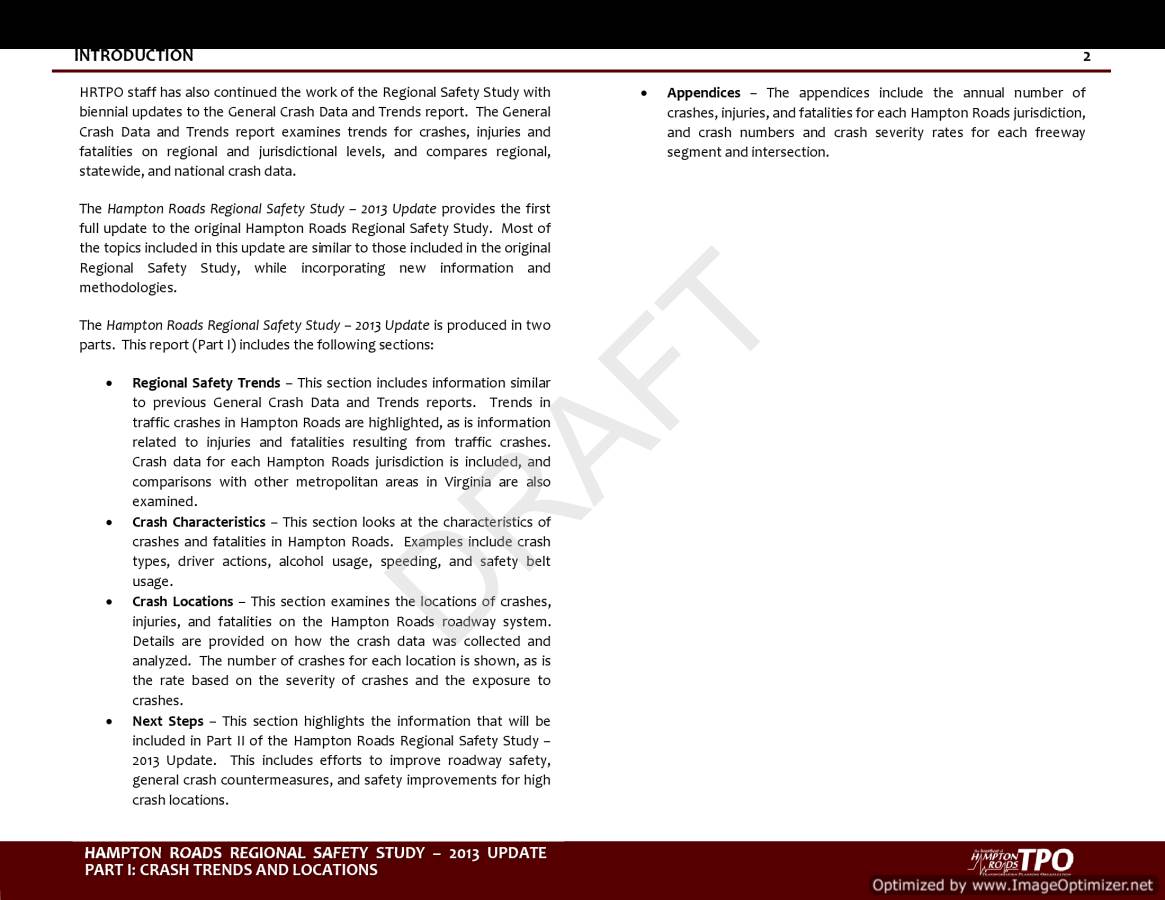 INTRODUCTION
2
HRTPO staff has also continued the work of the Regional Safety Study with
biennial updates to the General Crash Data and Trends report. The General
Crash Data and Trends report examines trends for crashes, injuries and
fatalities on regional and jurisdictional levels, and compares regional,
statewide, and national crash data.
The Hampton Roads Regional Safety Study – 2013 Update provides the first
full update to the original Hampton Roads Regional Safety Study. Most of
the topics included in this update are similar to those included in the original
Regional Safety Study, while incorporating new information and
methodologies.
The Hampton Roads Regional Safety Study – 2013 Update is produced in two
parts. This report (Part I) includes the following sections:
• Regional Safety Trends – This section includes information similar
to previous General Crash Data and Trends reports. Trends in
traffic crashes in Hampton Roads are highlighted, as is information
related to injuries and fatalities resulting from traffic crashes.
Crash data for each Hampton Roads jurisdiction is included, and
comparisons with other metropolitan areas in Virginia are also
examined.
• Crash Characteristics – This section looks at the characteristics of
crashes and fatalities in Hampton Roads. Examples include crash
types, driver actions, alcohol usage, speeding, and safety belt
usage.
• Crash Locations – This section examines the locations of crashes,
injuries, and fatalities on the Hampton Roads roadway system.
Details are provided on how the crash data was collected and
analyzed. The number of crashes for each location is shown, as is
the rate based on the severity of crashes and the exposure to
crashes.
• Next Steps – This section highlights the information that will be
included in Part II of the Hampton Roads Regional Safety Study –
2013 Update. This includes efforts to improve roadway safety,
general crash countermeasures, and safety improvements for high
crash locations.
• Appendices – The appendices include the annual number of
crashes, injuries, and fatalities for each Hampton Roads jurisdiction,
and crash numbers and crash severity rates for each freeway
segment and intersection.
DRAFT
HAMPTON ROADS REGIONAL SAFETY STUDY – 2013 UPDATE
PART I: CRASH TRENDS AND LOCATIONS
HAMPTON
ROADS
TPO
TRANSPORTATION PLANNING ORGANIZATION
Optimized by www.ImageOptimizer.net